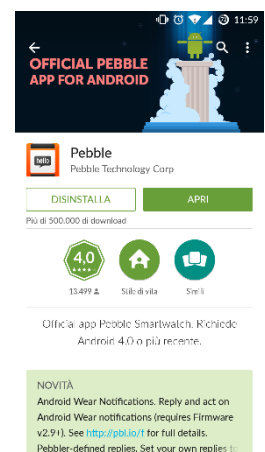 11:59
OFFICIAL PEBBLE
APP FOR ANDROID
hello
Pebble
Pebble Technology Corp
DISINSTALLA
APRI
Più di 500.000 di download
4,0
13.499
Stile di vita
Simili
Official app Pebble Smartwatch. Richiede
Android 4.0 o più recente.
NOVITÀ
Android Wear Notifications. Reply and act on
Android Wear notifications (requires Firmware
v2.9+). See http://pbl.io/f for full details.
Pebble-defined replies. Set your own replies to